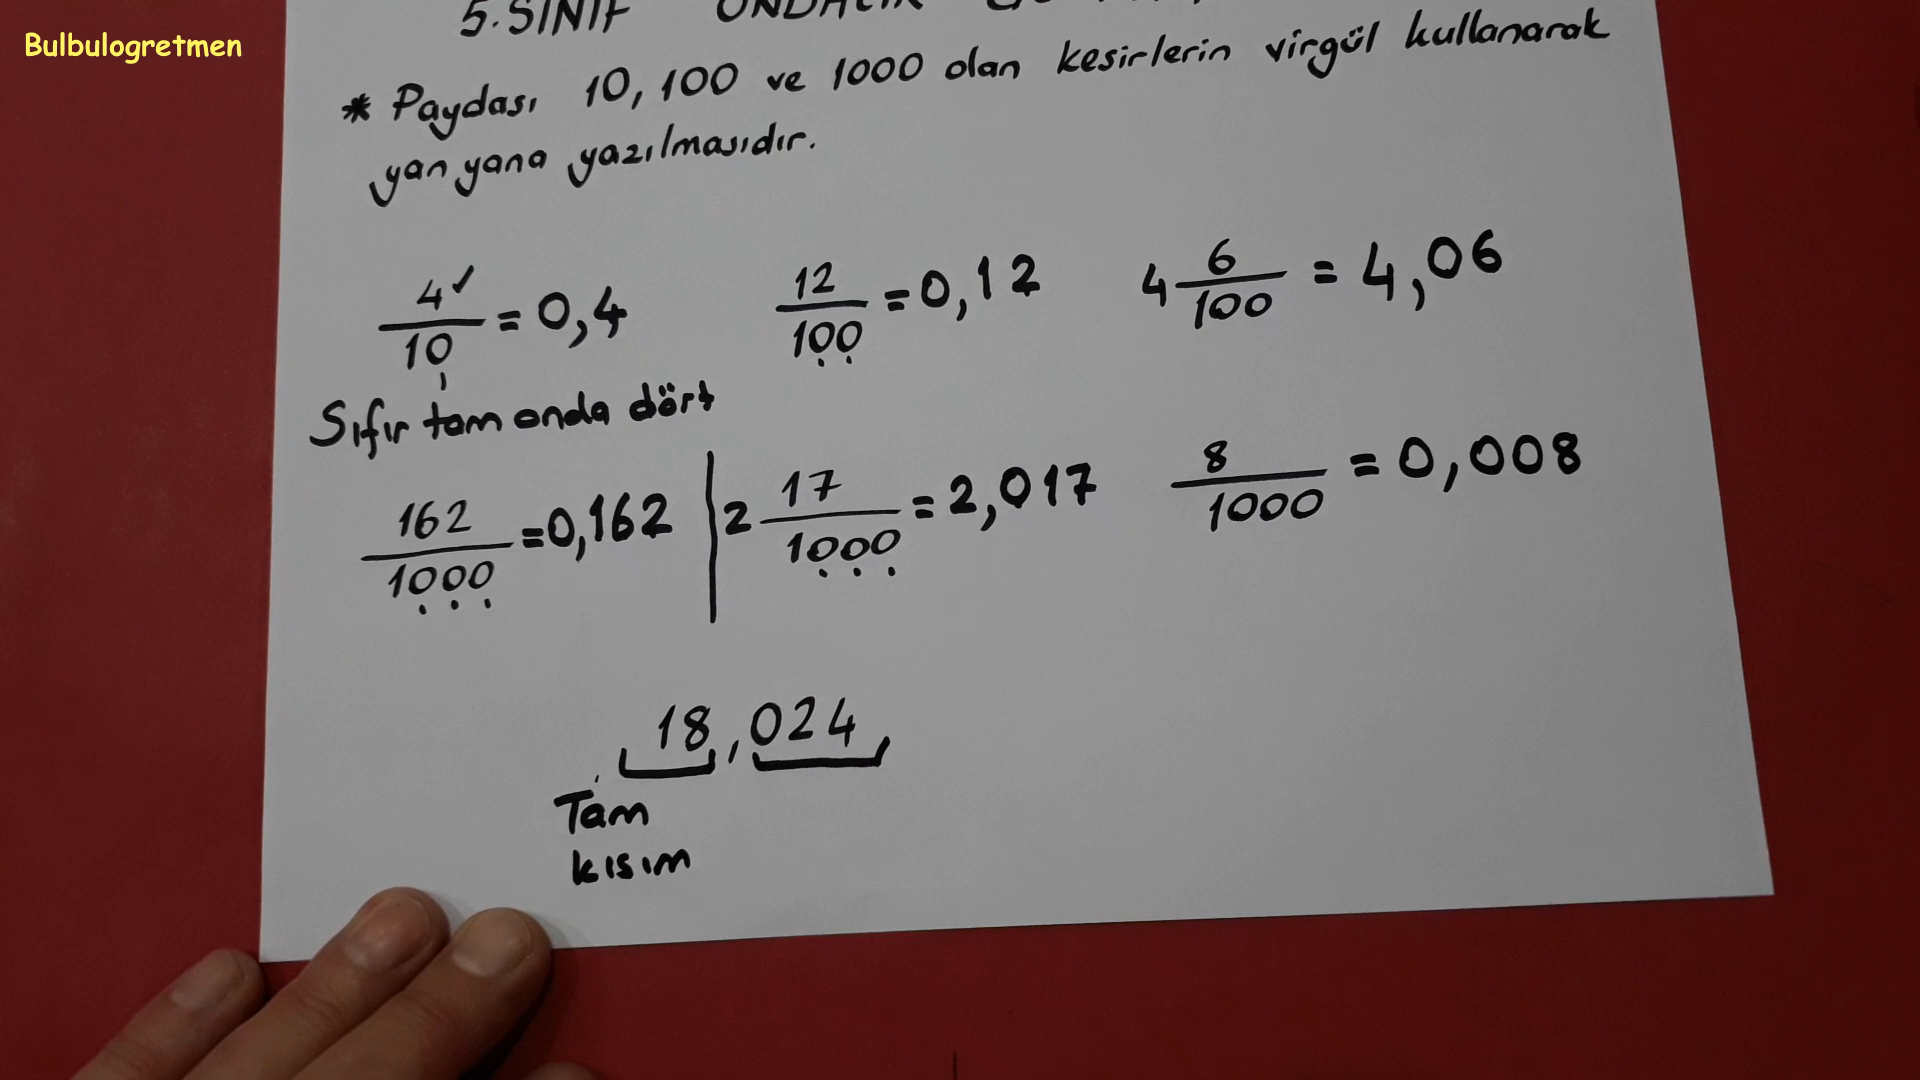 Bulbulogretmen
5.SINIF ONDALIK
* Paydası 10, 100 ve 1000 olan kesirlerin virgül kullanarak
yan yana yazılmasıdır.
4/10 = 0,4   12/100 = 0,12   4 6/100 = 4,06
Sıfır tam onda dört
162/1000 = 0,162 | 2 17/1000 = 2,017   8/1000 = 0,008
18,024
Tam
kısım